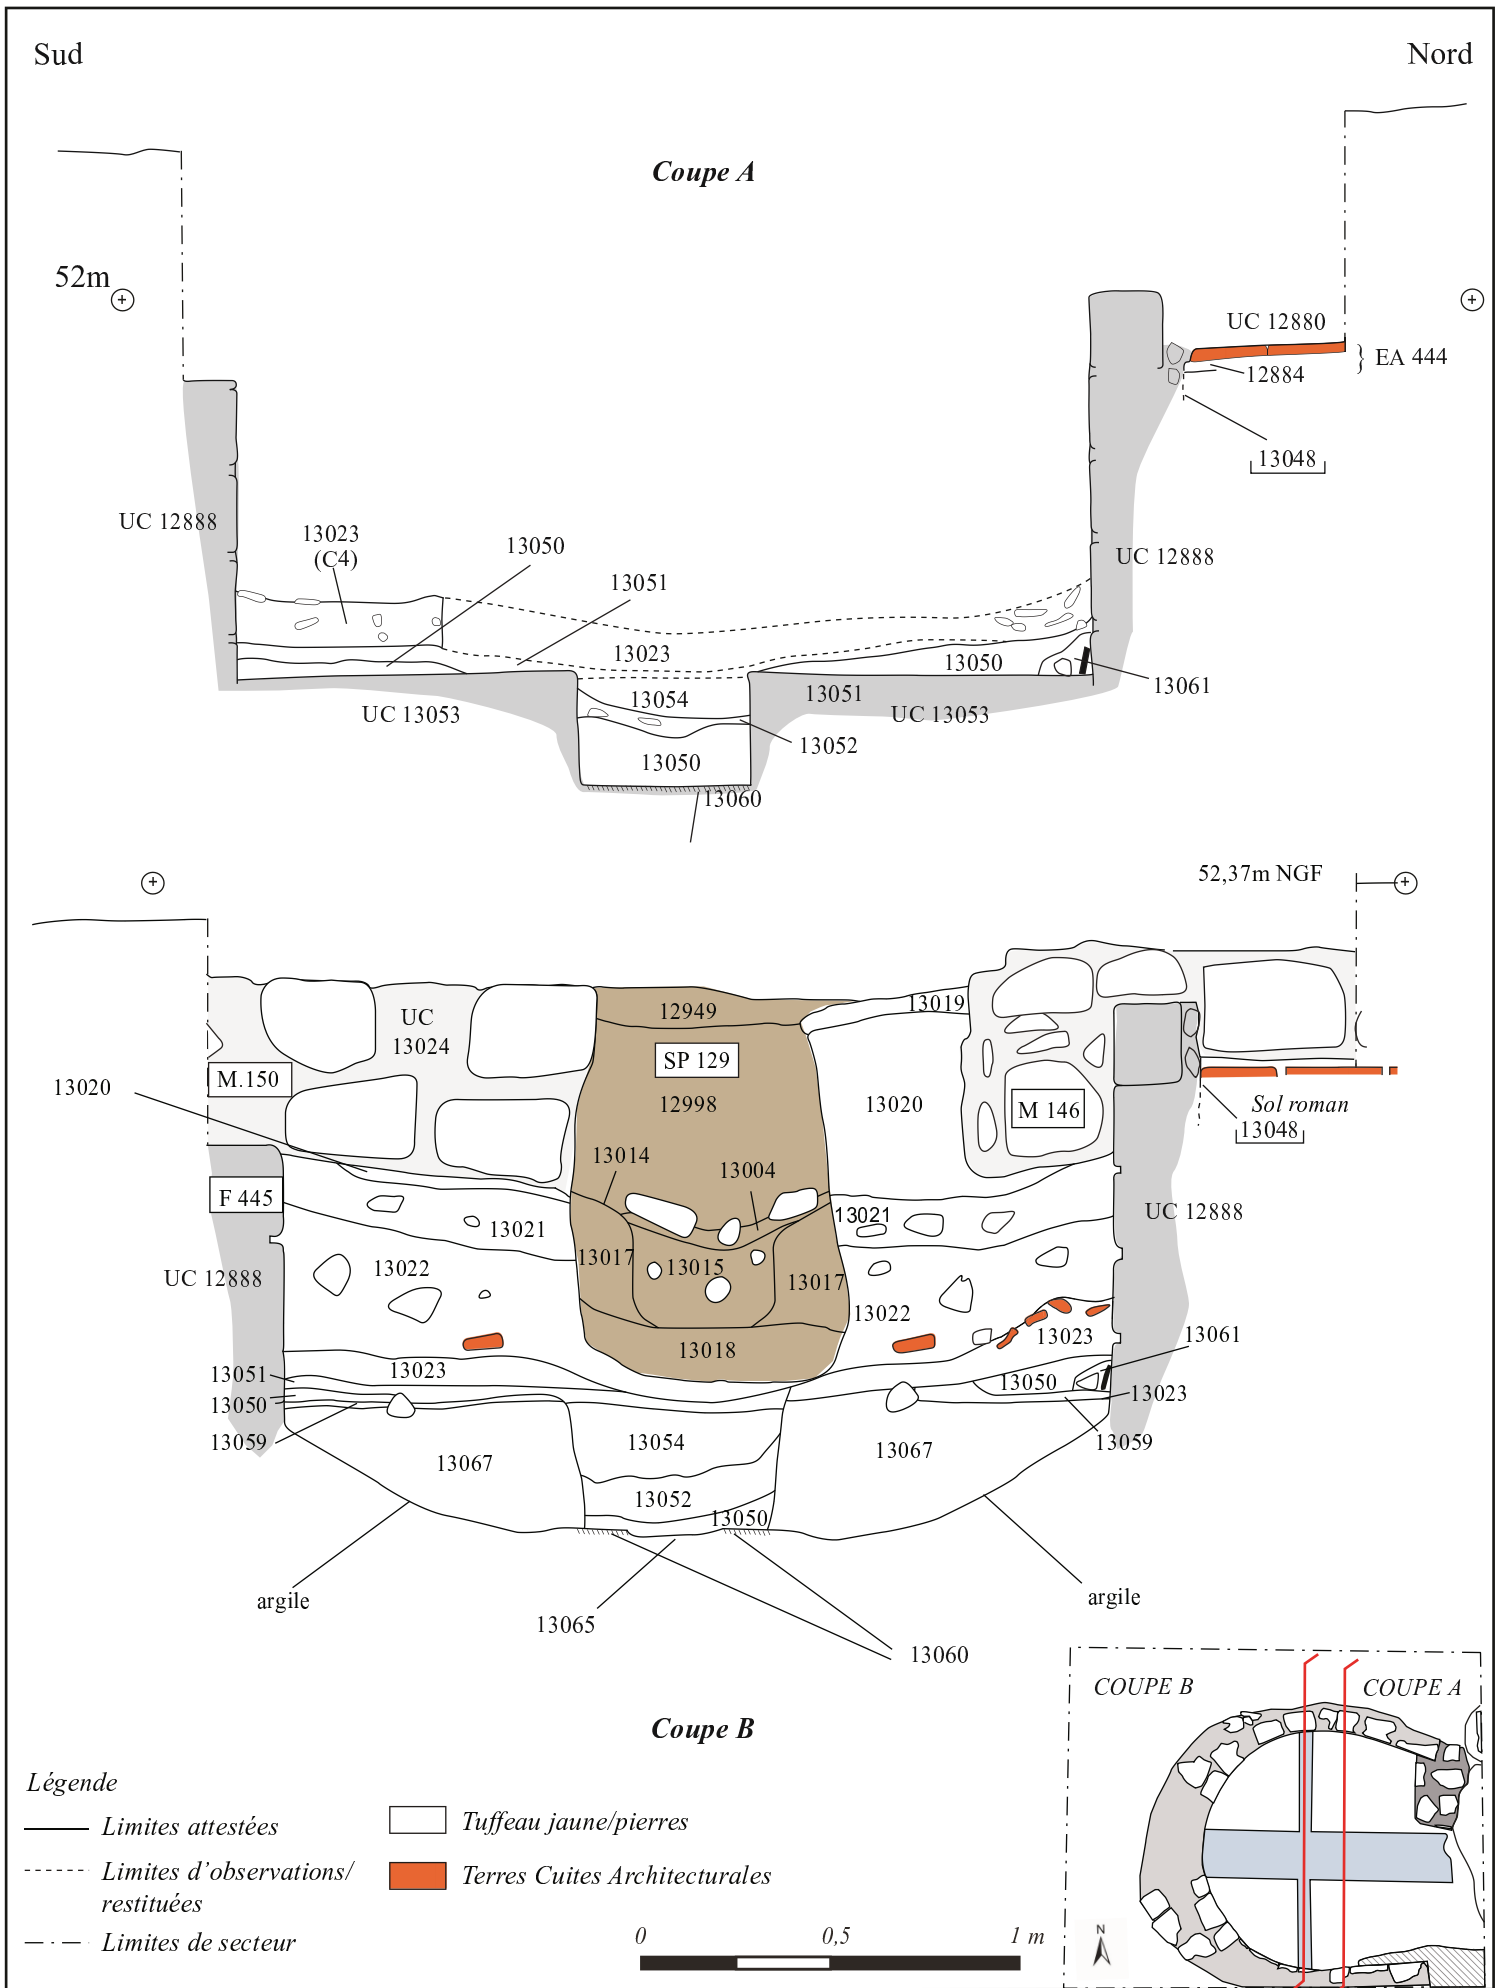 Sud
Nord
Coupe A
52m
UC 12880
EA 444
12884
13048
UC 12888
13023
(C4)
13050
13051
UC 12888
13023
13050
13061
13054
13051
UC 13053
UC 13053
13052
13050
13060
52,37m NGF
12949
13019
UC
13024
SP 129
M.150
13020
12998
13020
M 146
Sol roman
13048
13014
13004
F 445
13021
13021
UC 12888
13017
13015
13017
UC 12888
13022
13022
13018
13023
13023
13061
13051
13050
13050
13023
13059
13054
13067
13067
13059
13052
13050
argile
argile
13065
13060
COUPE B
COUPE A
Coupe B
Légende
Limites attestées
Limites d’observations/
restituées
Limites de secteur
Tuffeau jaune/pierres
Terres Cuites Architecturales
0
0,5
1 m
N